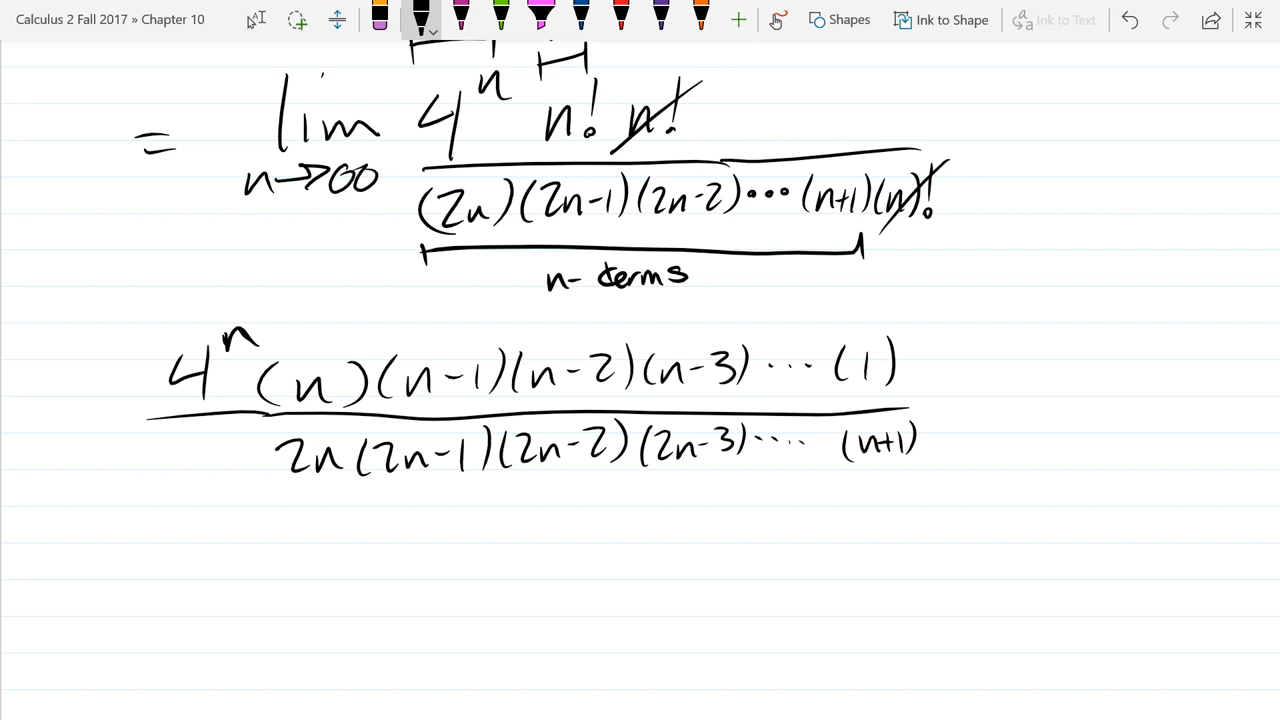 Calculus 2 Fall 2017 » Chapter 10 Shapes Ink to Shape Ink to Text
= lim 4^n n! n!
n→∞ (2n)(2n-1)(2n-2)••• (n+1)(n)!
n- terms
4^n (n)(n-1)(n-2)(n-3)··· (1)
2n(2n-1)(2n-2)(2n-3)···· (n+1)